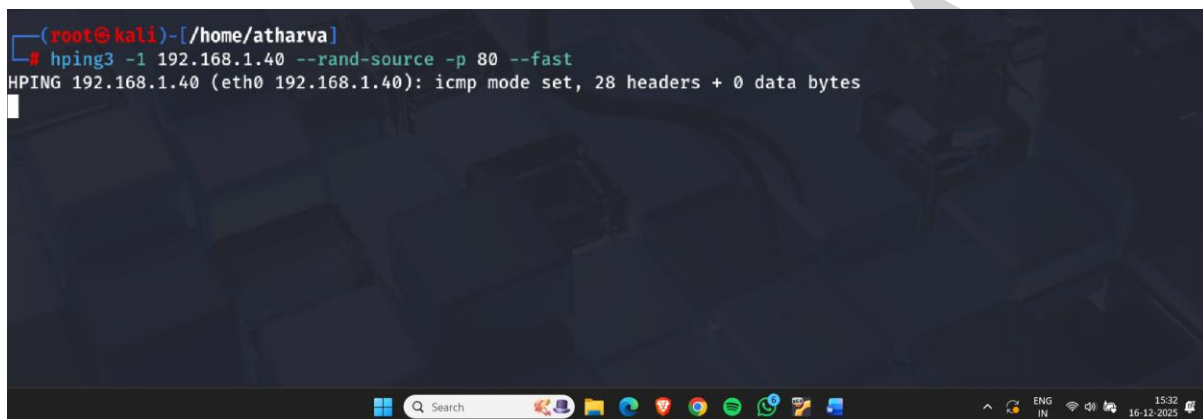 ┌──(root㉿kali)-[/home/atharva]
└─# hping3 -1 192.168.1.40 --rand-source -p 80 --fast
HPING 192.168.1.40 (eth0 192.168.1.40): icmp mode set, 28 headers + 0 data bytes
Search
6
ENG
IN
15:32
16-12-2025